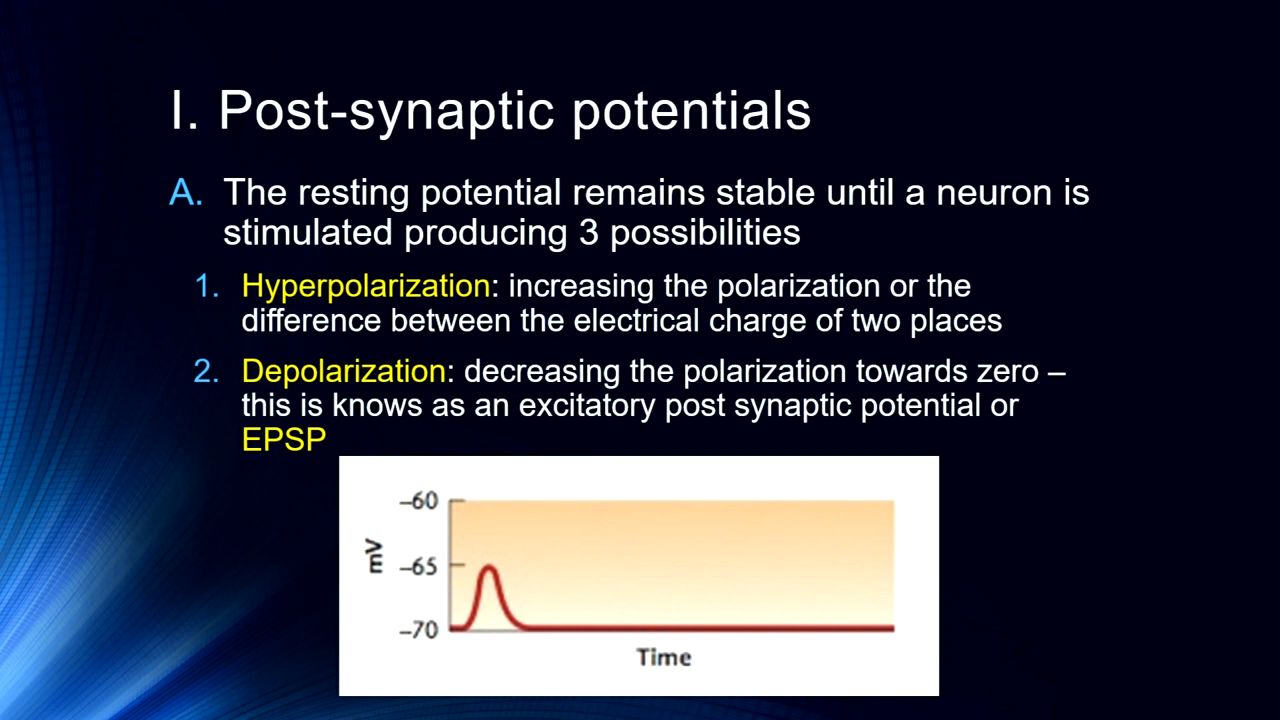 I. Post-synaptic potentials
A. The resting potential remains stable until a neuron is
stimulated producing 3 possibilities
1. Hyperpolarization: increasing the polarization or the
difference between the electrical charge of two places
2. Depolarization: decreasing the polarization towards zero –
this is knows as an excitatory post synaptic potential or
EPSP
–60
mV
–65
–70
Time